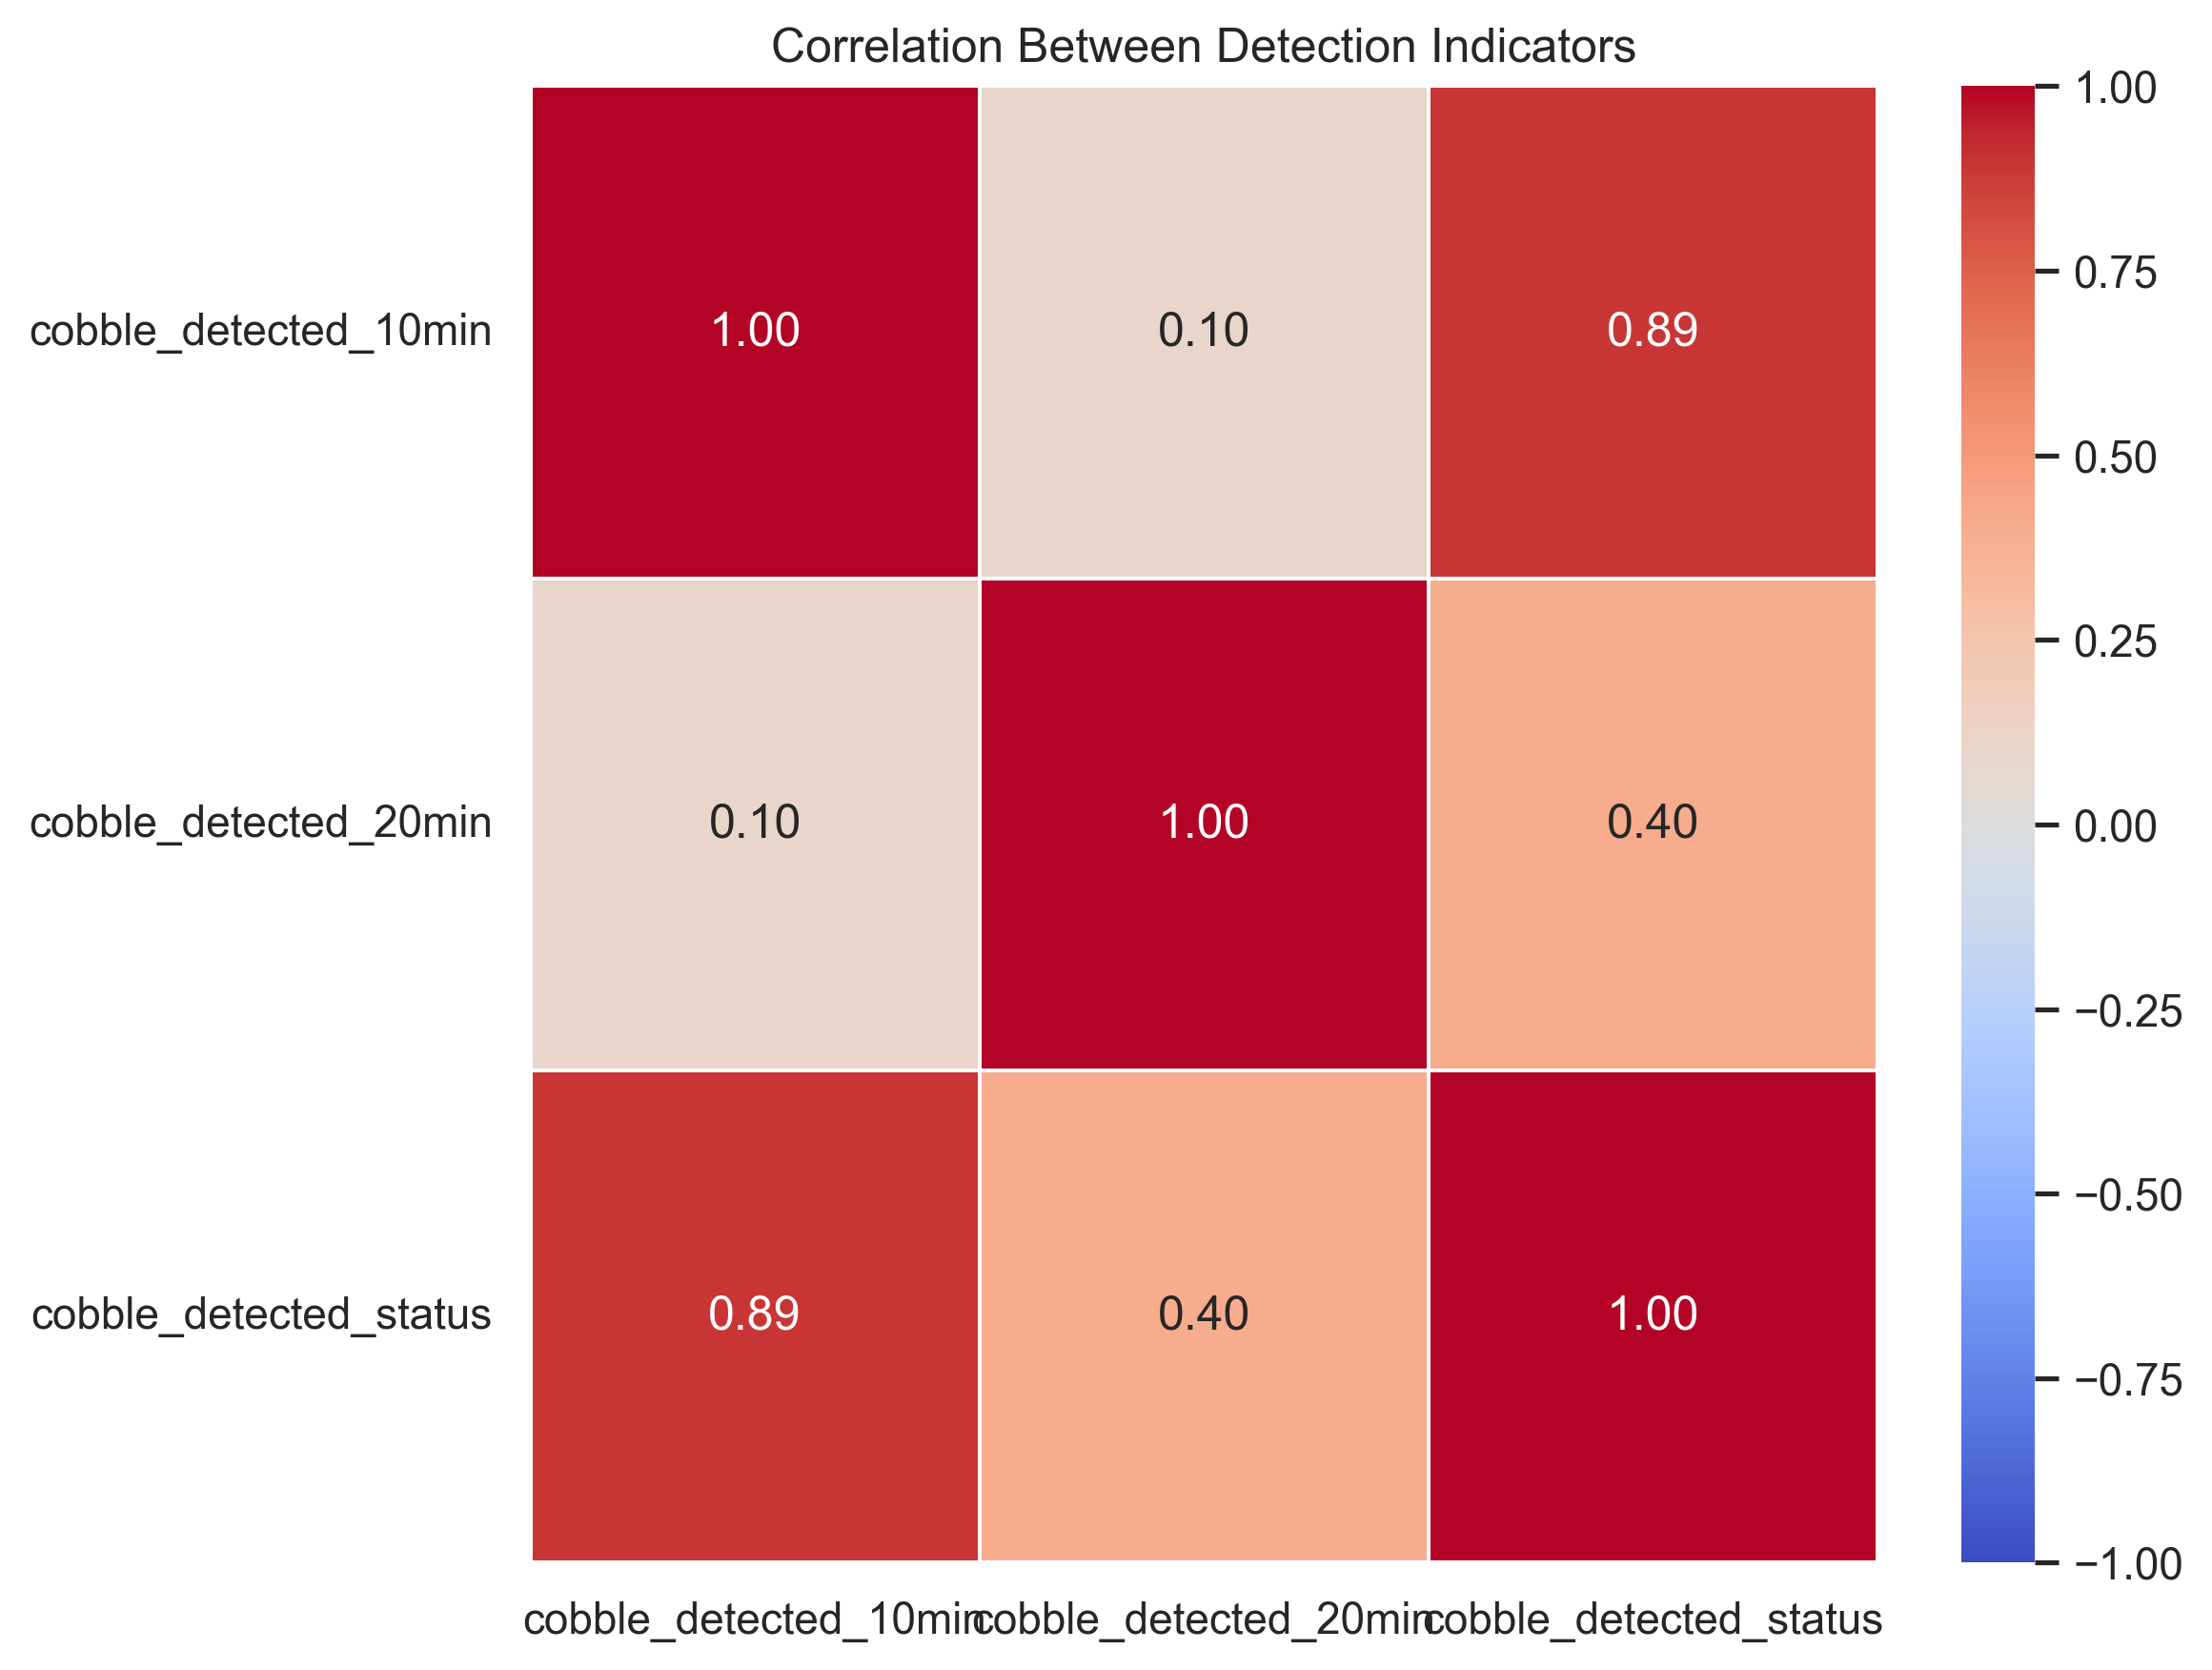 Correlation Between Detection Indicators
cobble_detected_10min
1.00
0.10
0.89
cobble_detected_20min
0.10
1.00
0.40
cobble_detected_status
0.89
0.40
1.00
cobble_detected_10min
cobble_detected_20min
cobble_detected_status
1.00
0.75
0.50
0.25
0.00
−0.25
−0.50
−0.75
−1.00